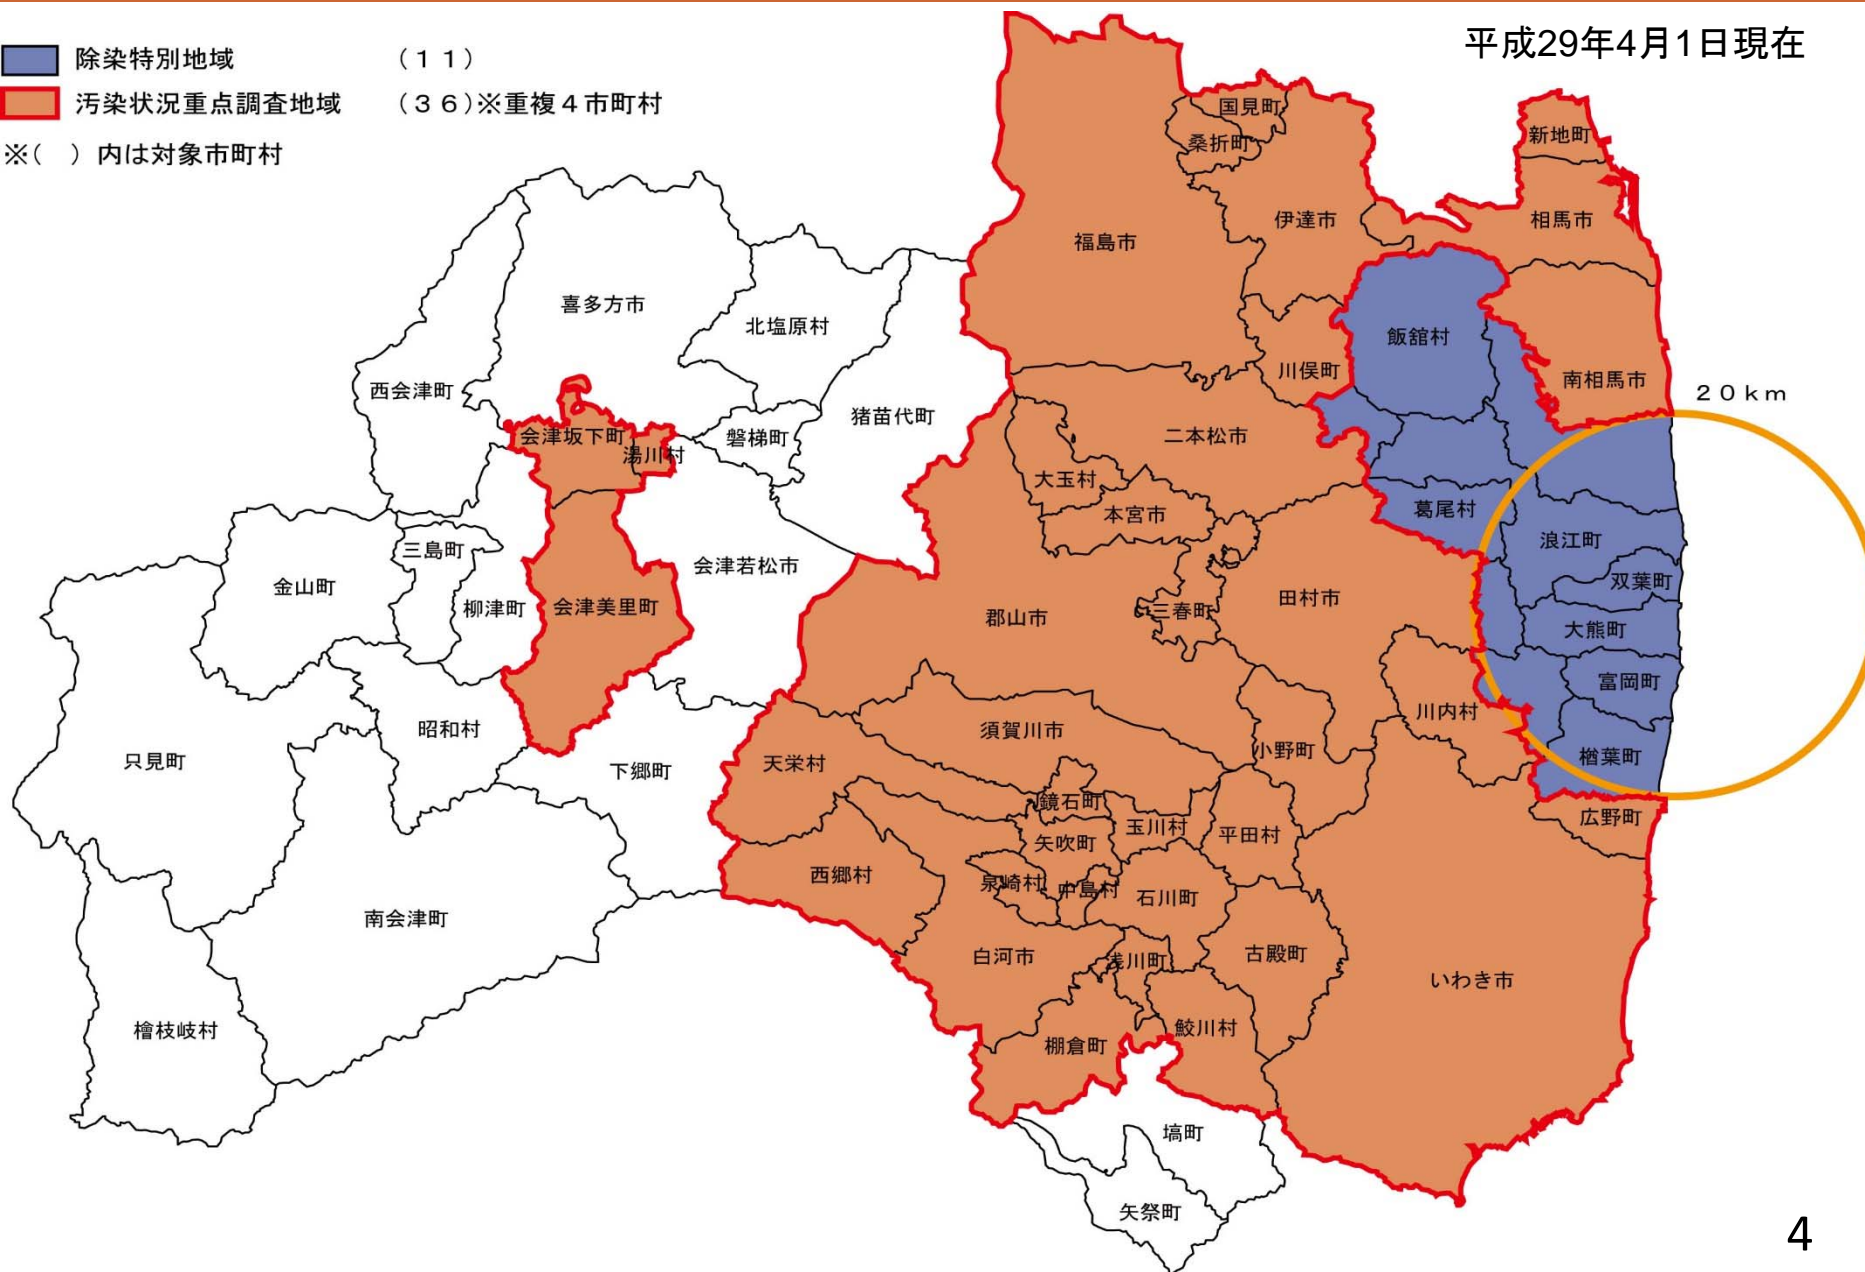 平成29年4月1日現在
除染特別地域 （１１）
汚染状況重点調査地域 （３６）※重複４市町村
※（ ）内は対象市町村
国見町
桑折町
新地町
伊達市
相馬市
福島市
喜多方市
北塩原村
飯舘村
川俣町
南相馬市
２０ｋｍ
西会津町
猪苗代町
会津坂下町
磐梯町
湯川村
二本松市
大玉村
本宮市
葛尾村
浪江町
三島町
会津若松市
双葉町
金山町
柳津町
会津美里町
郡山市
三春町
田村市
大熊町
富岡町
川内村
昭和村
須賀川市
小野町
楢葉町
只見町
下郷町
天栄村
鏡石町
広野町
玉川村
平田村
矢吹町
西郷村
泉崎村
中島村
石川町
南会津町
白河市
浅川町
古殿町
いわき市
檜枝岐村
棚倉町
鮫川村
塙町
矢祭町
4